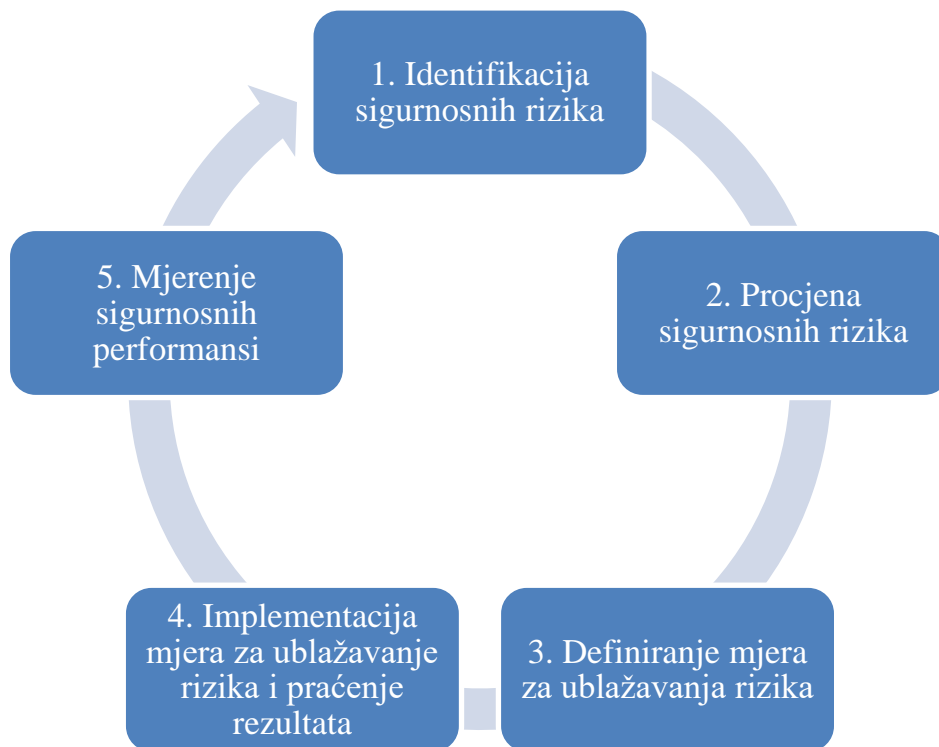 1. Identifikacija
sigurnosnih rizika
2. Procjena
sigurnosnih rizika
3. Definiranje mjera
za ublažavanja rizika
4. Implementacija
mjera za ublažavanje
rizika i praćenje
rezultata
5. Mjerenje
sigurnosnih
performansi